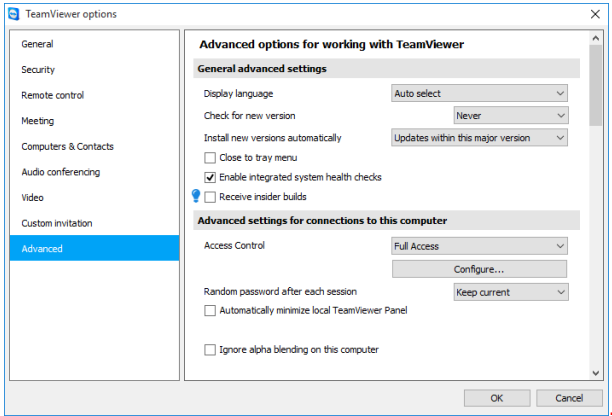 TeamViewer options
General
Security
Remote control
Meeting
Computers & Contacts
Audio conferencing
Video
Custom invitation
Advanced
Advanced options for working with TeamViewer
General advanced settings
Display language Auto select
Check for new version Never
Install new versions automatically Updates within this major version
Close to tray menu
Enable integrated system health checks
Receive insider builds
Advanced settings for connections to this computer
Access Control Full Access
Configure...
Random password after each session Keep current
Automatically minimize local TeamViewer Panel
Ignore alpha blending on this computer
OK Cancel